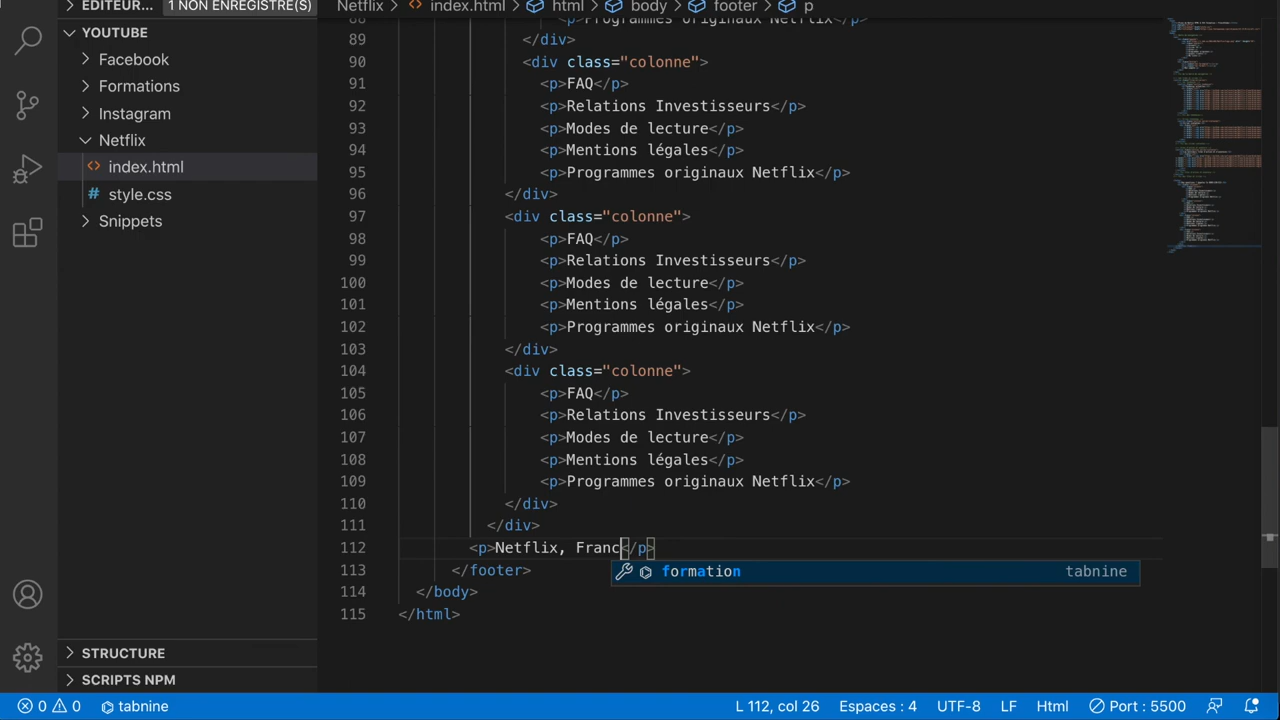 EDITEUR... 1 NON ENREGISTRÉ(S)
Netflix > index.html > html > body > footer > p
YOUTUBE
Facebook
Formations
Instagram
Netflix
index.html
# style.css
Snippets
STRUCTURE
SCRIPTS NPM
88 <p>Programmes originaux Netflix</p>
89 </div>
90 <div class="colonne">
91 <p>FAQ</p>
92 <p>Relations Investisseurs</p>
93 <p>Modes de lecture</p>
94 <p>Mentions légales</p>
95 <p>Programmes originaux Netflix</p>
96 </div>
97 <div class="colonne">
98 <p>FAQ</p>
99 <p>Relations Investisseurs</p>
100 <p>Modes de lecture</p>
101 <p>Mentions légales</p>
102 <p>Programmes originaux Netflix</p>
103 </div>
104 <div class="colonne">
105 <p>FAQ</p>
106 <p>Relations Investisseurs</p>
107 <p>Modes de lecture</p>
108 <p>Mentions légales</p>
109 <p>Programmes originaux Netflix</p>
110 </div>
111 </div>
112 <p>Netflix, Franc</p>
113 </footer>
formation tabnine
114 </body>
115 </html>
0 0 tabnine L 112, col 26 Espaces : 4 UTF-8 LF Html Port : 5500